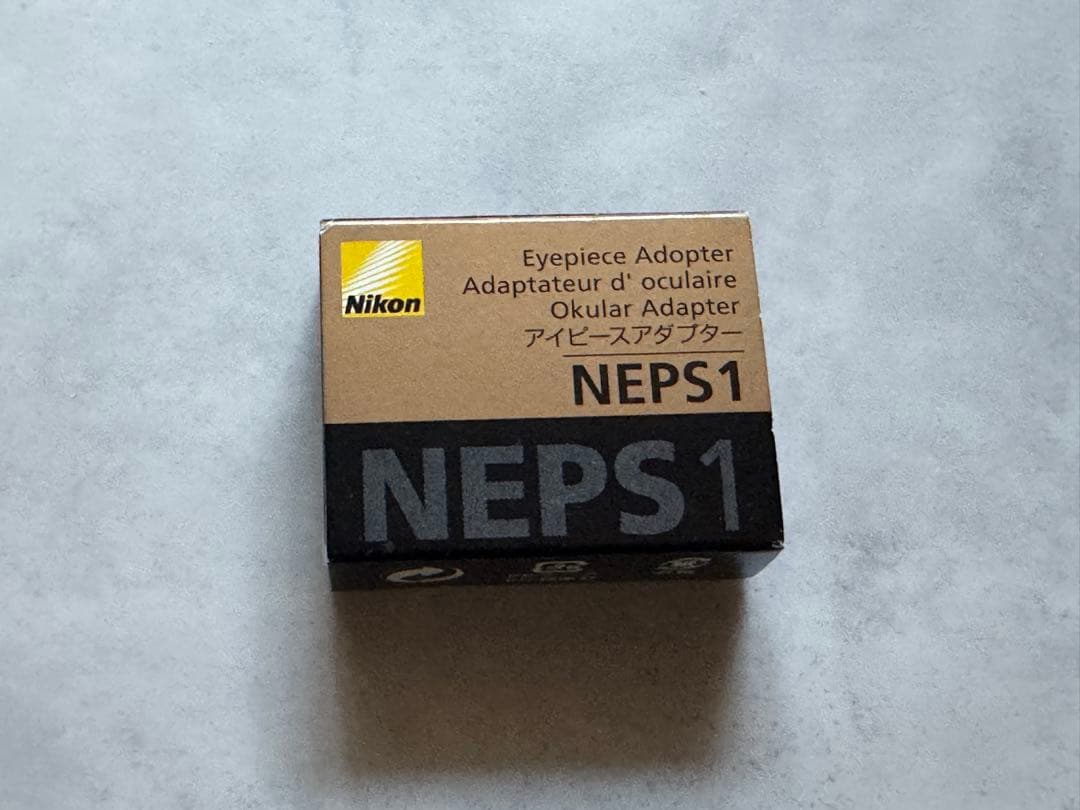 Nikon
Eyepiece Adopter
Adaptateur d' oculaire
Okular Adapter
アイピースアダプター
NEPS1
NEPS1